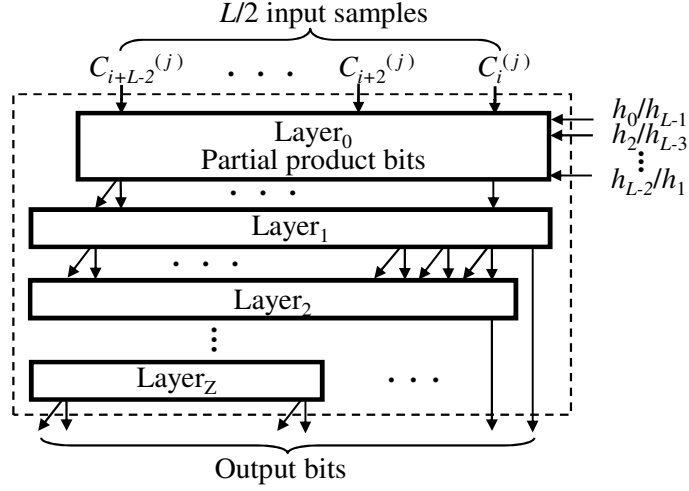 L/2 input samples
C_{i+L-2}^{(j)} . . . C_{i+2}^{(j)} C_i^{(j)}
h_0/h_{L-1}
h_2/h_{L-3}
h_{L-2}/h_1
Layer_0
Partial product bits
. . .
Layer_1
. . .
Layer_2
Layer_Z . . .
Output bits